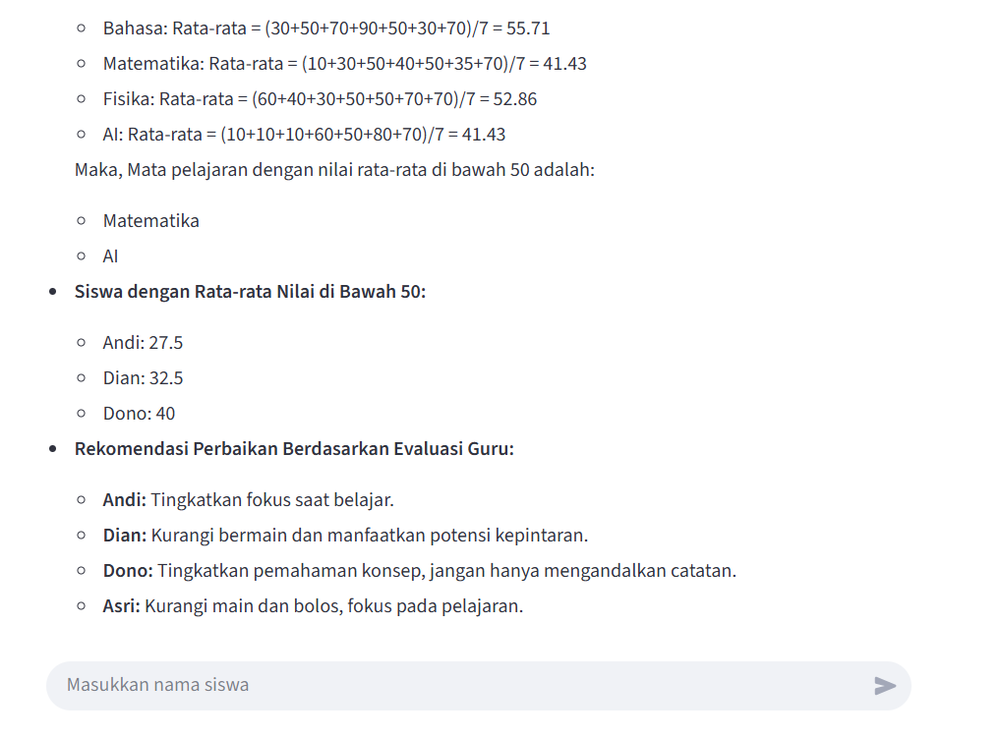 Bahasa: Rata-rata = (30+50+70+90+50+30+70)/7 = 55.71
Matematika: Rata-rata = (10+30+50+40+50+35+70)/7 = 41.43
Fisika: Rata-rata = (60+40+30+50+50+70+70)/7 = 52.86
AI: Rata-rata = (10+10+10+60+50+80+70)/7 = 41.43
Maka, Mata pelajaran dengan nilai rata-rata di bawah 50 adalah:
Matematika
AI
Siswa dengan Rata-rata Nilai di Bawah 50:
Andi: 27.5
Dian: 32.5
Dono: 40
Rekomendasi Perbaikan Berdasarkan Evaluasi Guru:
Andi: Tingkatkan fokus saat belajar.
Dian: Kurangi bermain dan manfaatkan potensi kepintaran.
Dono: Tingkatkan pemahaman konsep, jangan hanya mengandalkan catatan.
Asri: Kurangi main dan bolos, fokus pada pelajaran.
Masukkan nama siswa